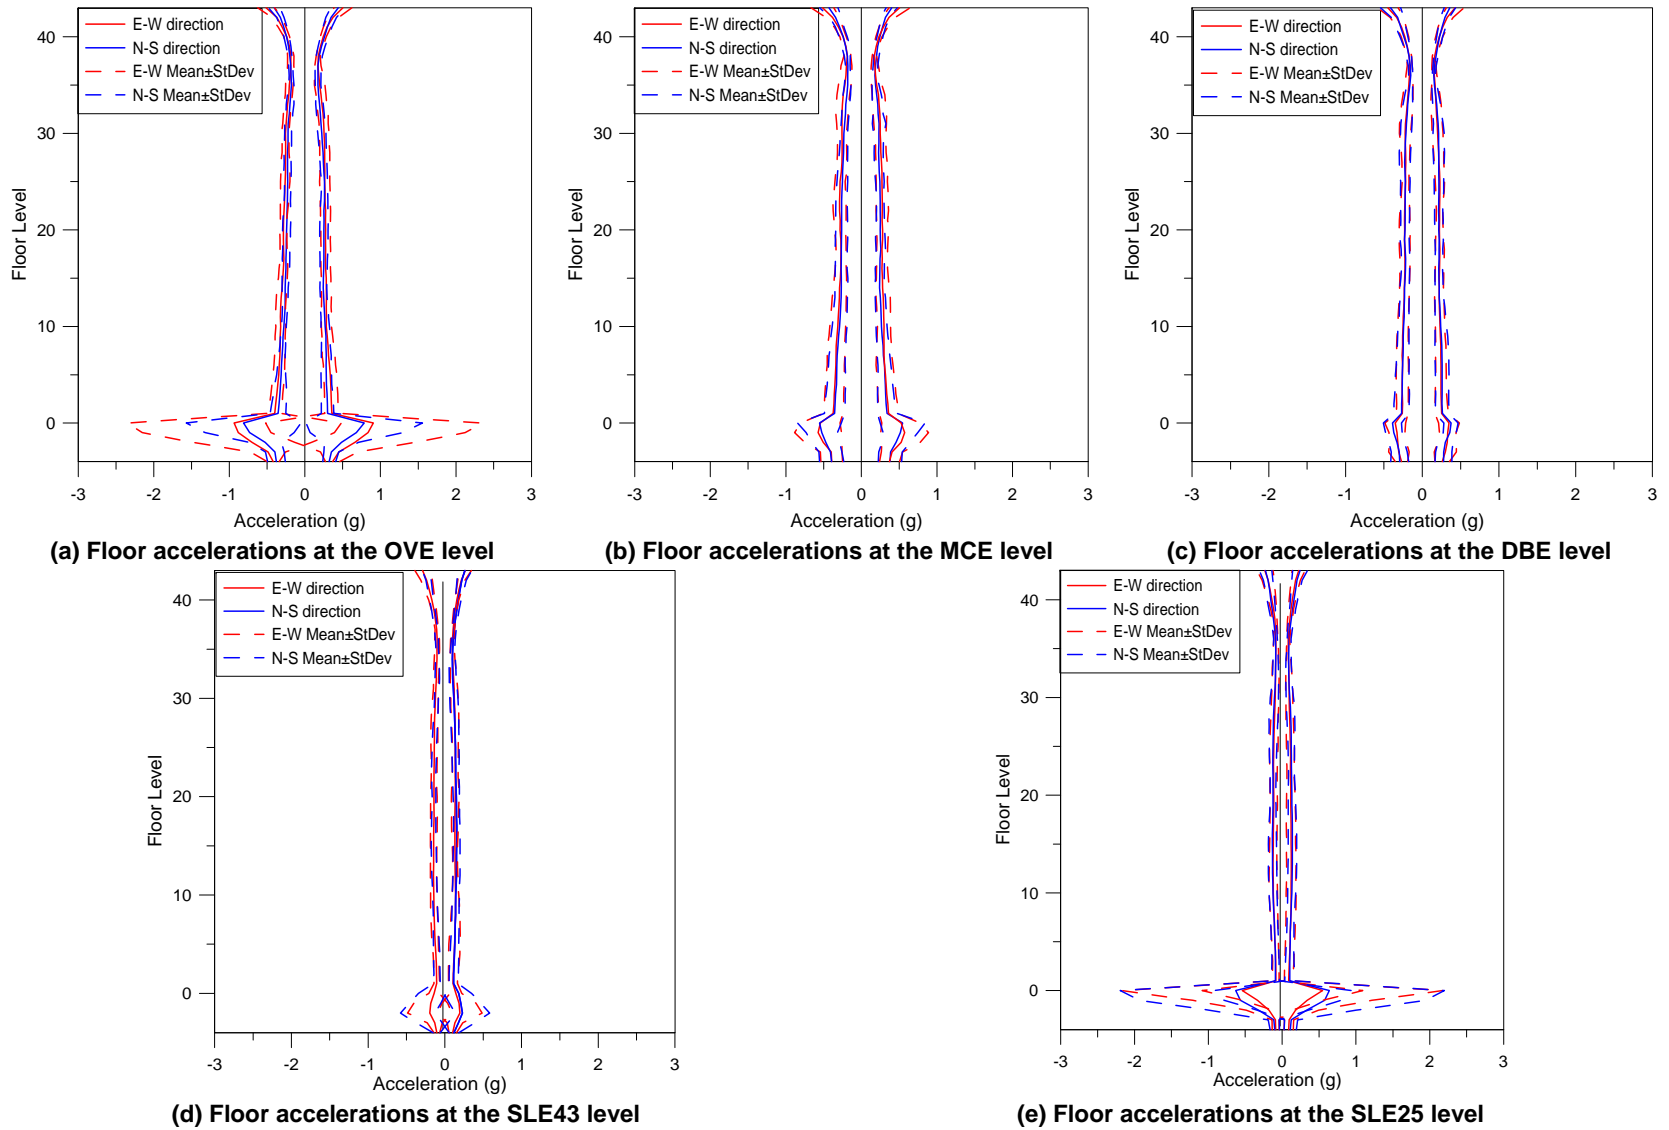 E-W direction
N-S direction
E-W Mean±StDev
N-S Mean±StDev
40
30
20
10
0
Floor Level
-3 -2 -1 0 1 2 3
Acceleration (g)
(a) Floor accelerations at the OVE level
E-W direction
N-S direction
E-W Mean±StDev
N-S Mean±StDev
40
30
20
10
0
Floor Level
-3 -2 -1 0 1 2 3
Acceleration (g)
(b) Floor accelerations at the MCE level
E-W direction
N-S direction
E-W Mean±StDev
N-S Mean±StDev
40
30
20
10
0
Floor Level
-3 -2 -1 0 1 2 3
Acceleration (g)
(c) Floor accelerations at the DBE level
E-W direction
N-S direction
E-W Mean±StDev
N-S Mean±StDev
40
30
20
10
0
Floor Level
-3 -2 -1 0 1 2 3
Acceleration (g)
(d) Floor accelerations at the SLE43 level
E-W direction
N-S direction
E-W Mean±StDev
N-S Mean±StDev
40
30
20
10
0
Floor Level
-3 -2 -1 0 1 2 3
Acceleration (g)
(e) Floor accelerations at the SLE25 level